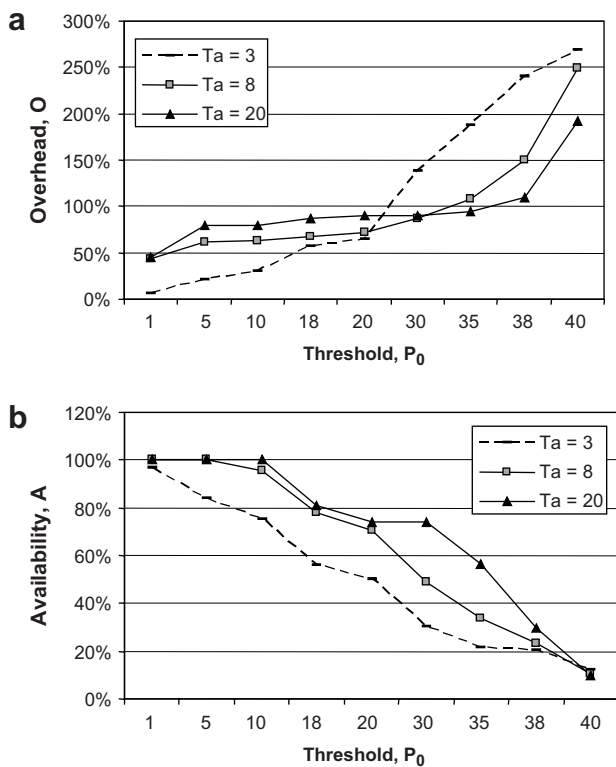 a
300%
250%
200%
150%
100%
50%
0%
Overhead, O
Ta = 3
Ta = 8
Ta = 20
1 5 10 18 20 30 35 38 40
Threshold, P0
b
120%
100%
80%
60%
40%
20%
0%
Availability, A
Ta = 3
Ta = 8
Ta = 20
1 5 10 18 20 30 35 38 40
Threshold, P0